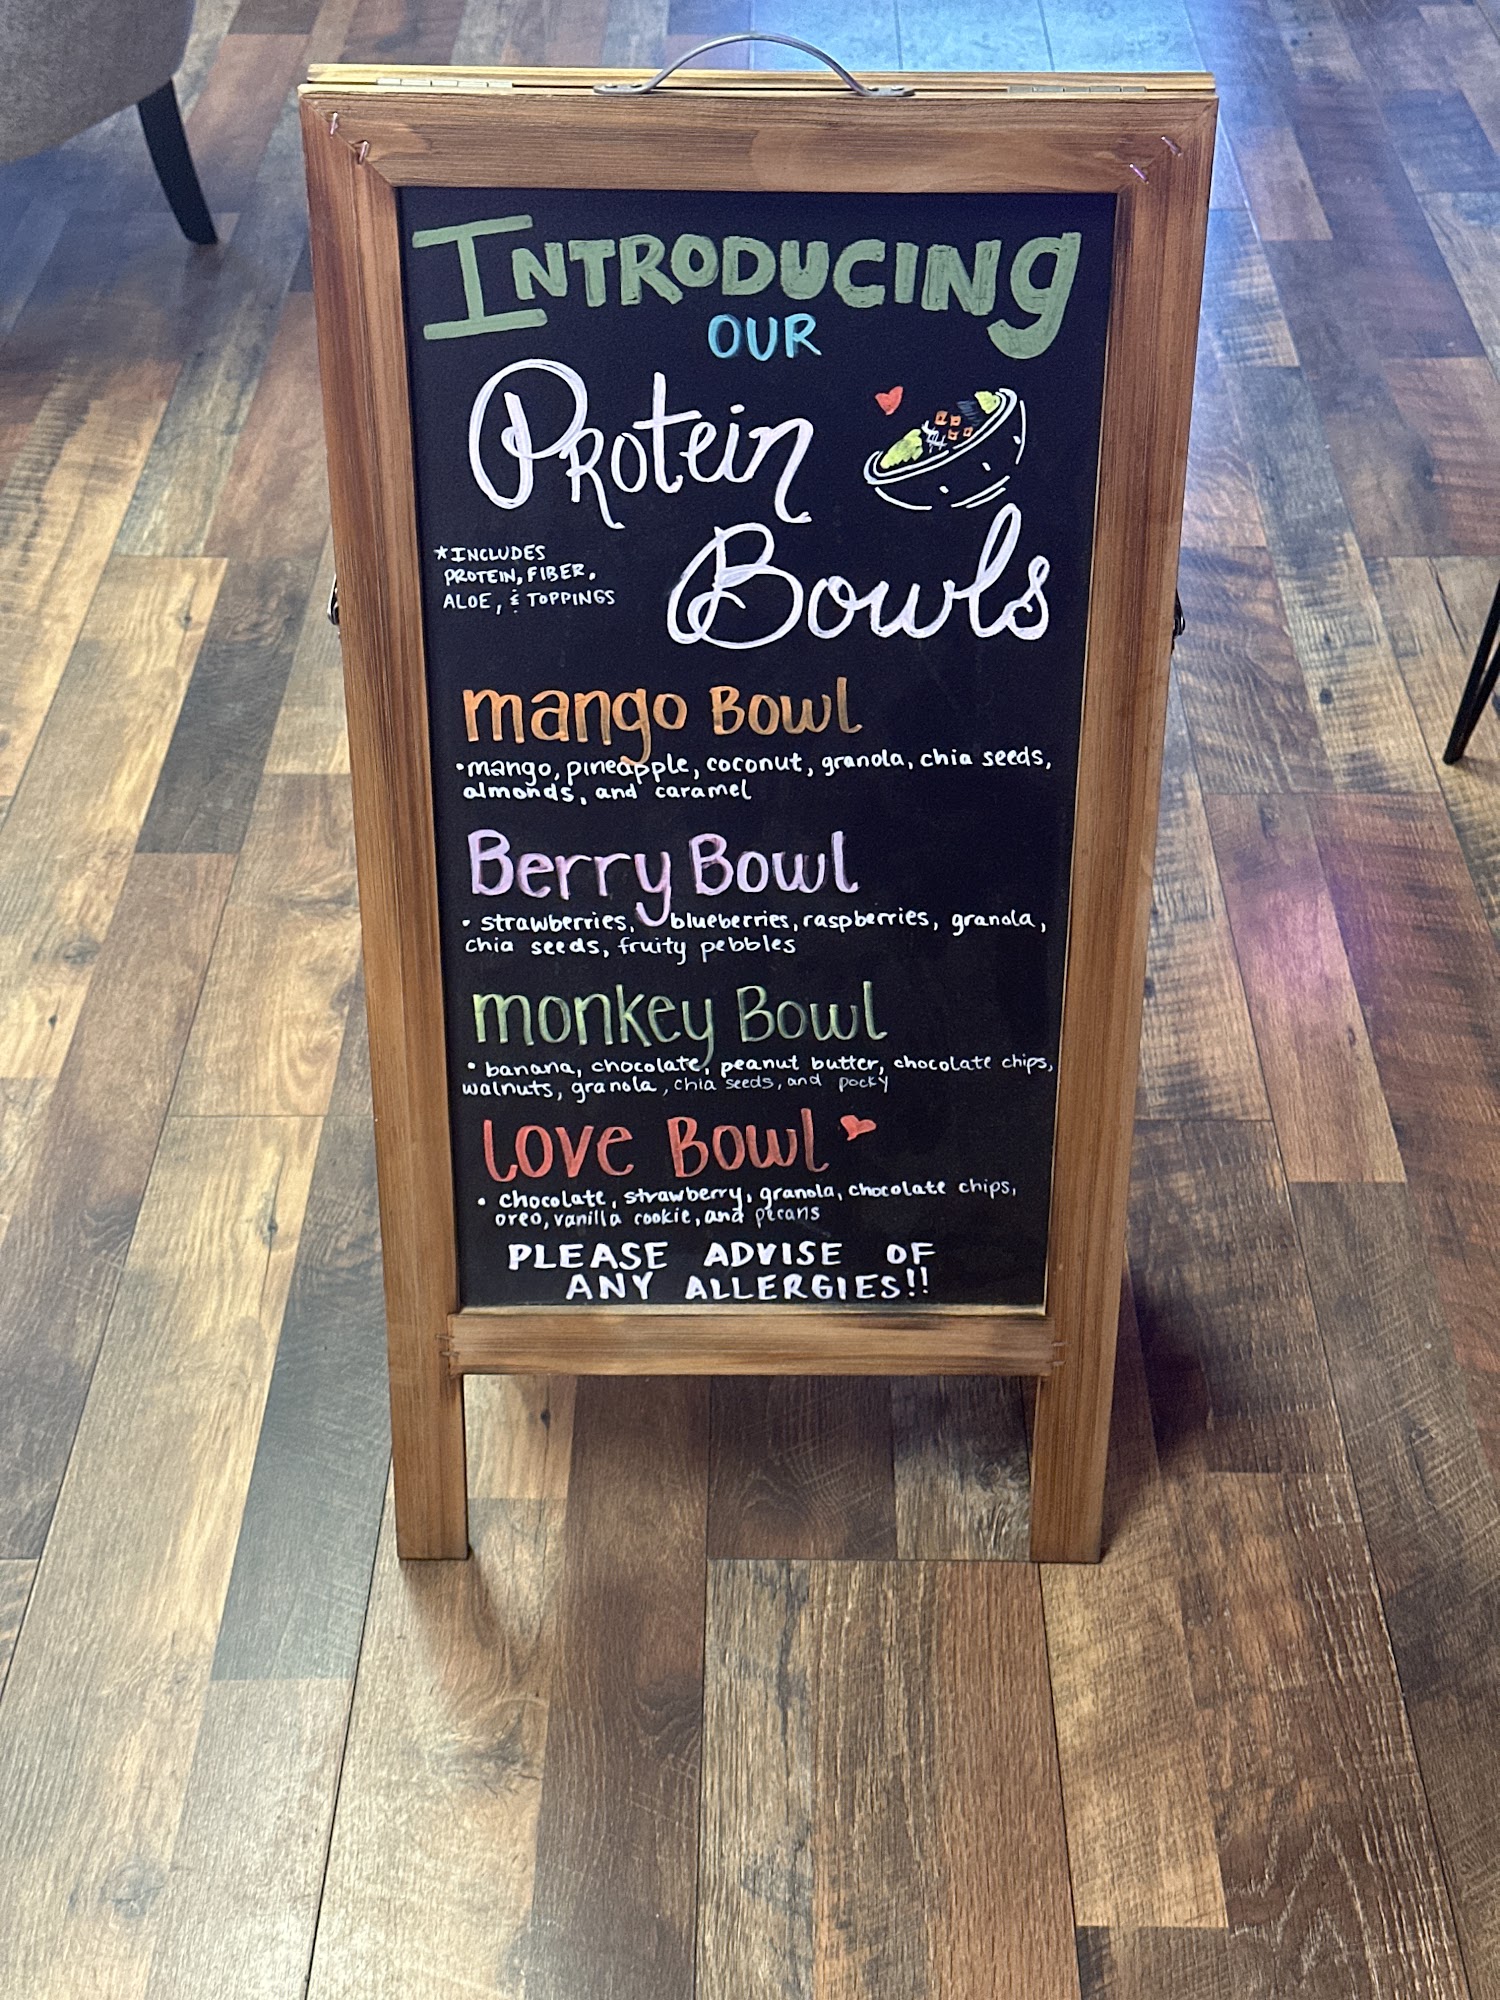 INTRODUCING
OUR
PROtein
Bowls
*INCLUDES
PROTEIN, FIBER,
ALOE, & TOPPINGS
mango Bowl
•mango, pineapple, coconut, granola, chia seeds,
almonds, and caramel
Berry Bowl
• strawberries, blueberries, raspberries, granola,
chia seeds, fruity pebbles
monkey Bowl
• banana, chocolate, peanut butter, chocolate chips,
walnuts, granola, chia seeds, and pocky
LOVE Bowl
• chocolate, strawberry, granola, chocolate chips,
oreo, vanilla cookie, and pecans
PLEASE ADVISE OF
ANY ALLERGIES!!